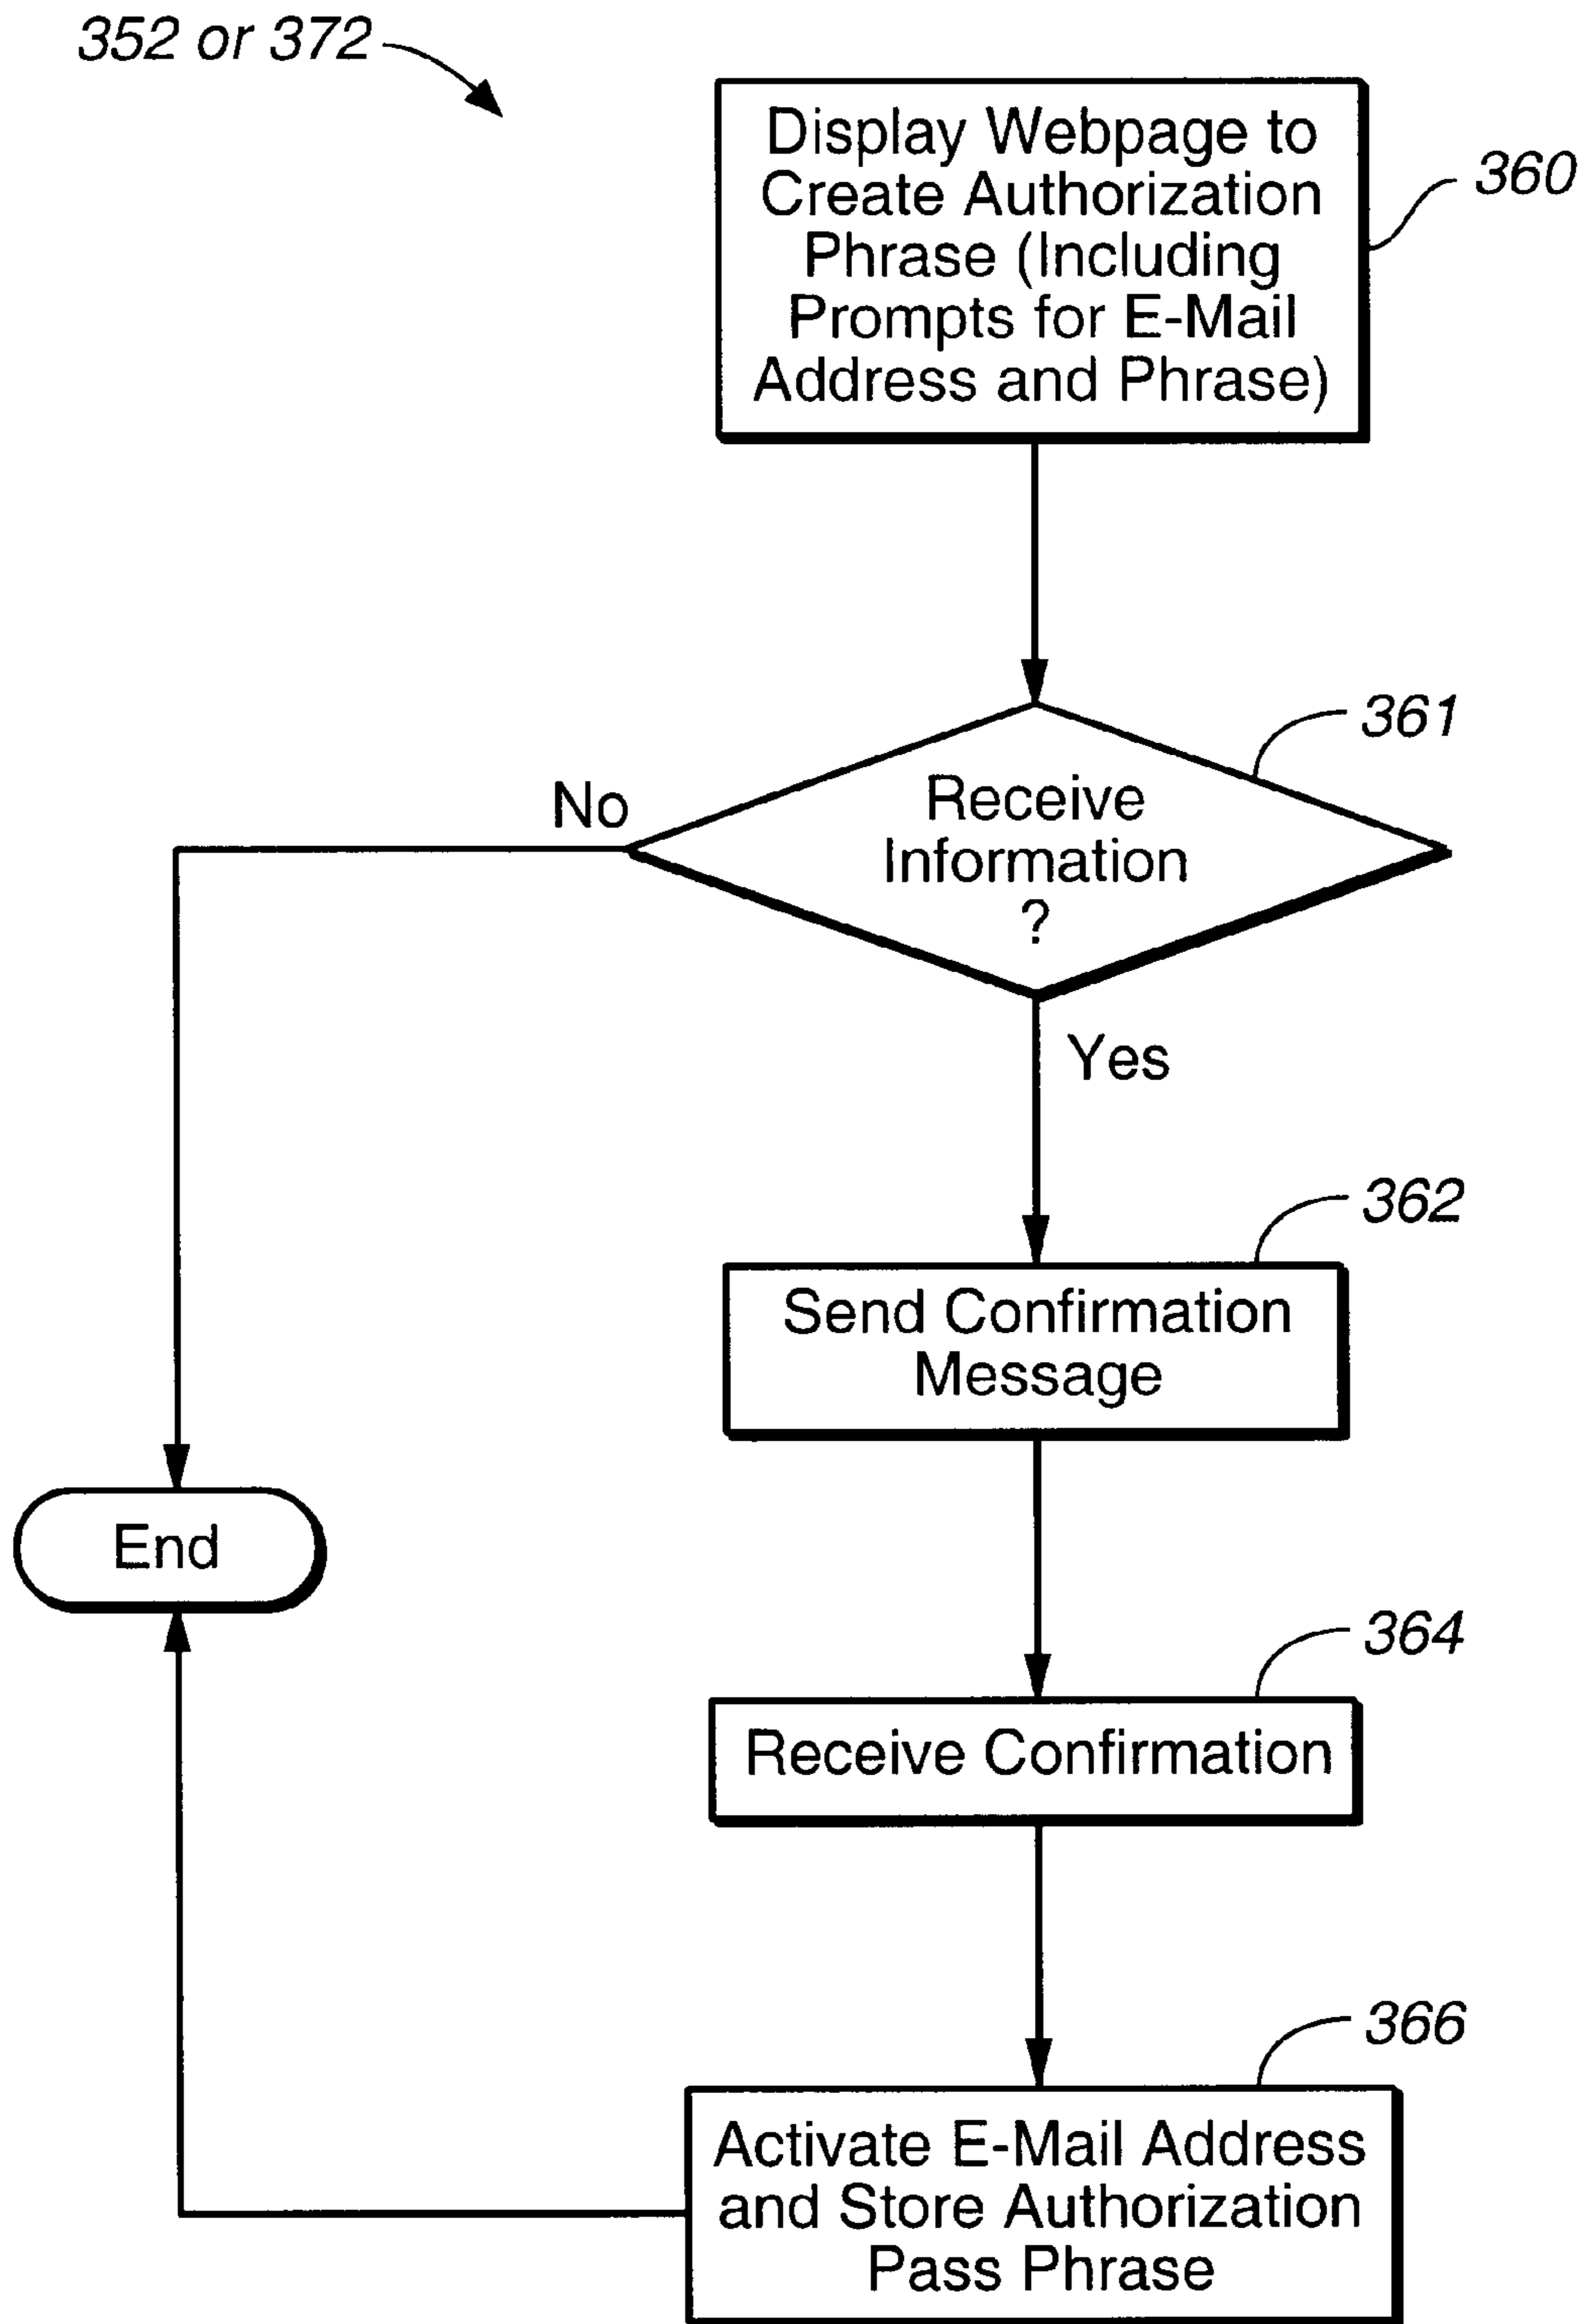 352 or 372
Display Webpage to
Create Authorization
Phrase (Including
Prompts for E-Mail
Address and Phrase)
360
361
No
Receive
Information
?
Yes
362
Send Confirmation
Message
End
364
Receive Confirmation
366
Activate E-Mail Address
and Store Authorization
Pass Phrase